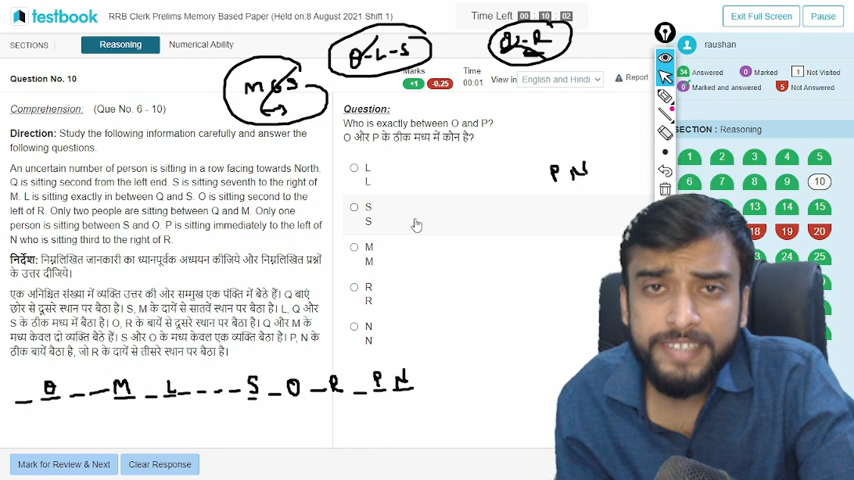 testbook
RRB Clerk Prelims Memory Based Paper (Held on:8 August 2021 Shift 1)
Time Left 00 : 10 : 02
Exit Full Screen
Pause
SECTIONS
Reasoning
Numerical Ability
raushan
Question No. 10
M 6 S
Q-L-S
Marks
+1 -0.25
Time
00:01
View in English and Hindi
Report
34 Answered
0 Marked
1 Not Visited
0 Marked and answered
5 Not Answered
Comprehension: (Que No. 6 - 10)
Direction: Study the following information carefully and answer the
following questions.
An uncertain number of person is sitting in a row facing towards North.
Q is sitting second from the left end. S is sitting seventh to the right of
M. L is sitting exactly in between Q and S. O is sitting second to the
left of R. Only two people are sitting between Q and M. Only one
person is sitting between S and O. P is sitting immediately to the left of
N who is sitting third to the right of R.
निर्देश: निम्नलिखित जानकारी का ध्यानपूर्वक अध्ययन कीजिये और निम्नलिखित प्रश्नों
के उत्तर दीजिये।
एक अनिश्चित संख्या में व्यक्ति उत्तर की ओर सम्मुख एक पंक्ति में बैठे हैं। Q बाएं
छोर से दूसरे स्थान पर बैठा है। S, M के दायें से सातवें स्थान पर बैठा है। L, Q और
S के ठीक मध्य में बैठा है। O, R के बायें से दूसरे स्थान पर बैठा है। Q और M के
मध्य केवल दो व्यक्ति बैठे हैं। S और O के मध्य केवल एक व्यक्ति बैठा है। P, N के
ठीक बायें बैठा है, जो R के दायें से तीसरे स्थान पर बैठा है।
_ Q _ _ M _ L _ _ _ _ S _ O _ R _ P N
Question:
Who is exactly between O and P?
O और P के ठीक मध्य में कौन है?
L
L
S
S
M
M
R
R
N
N
P N
SECTION : Reasoning
1 2 3 4 5
6 7 8 9 10
13 14 15
18 19 20
Mark for Review & Next
Clear Response